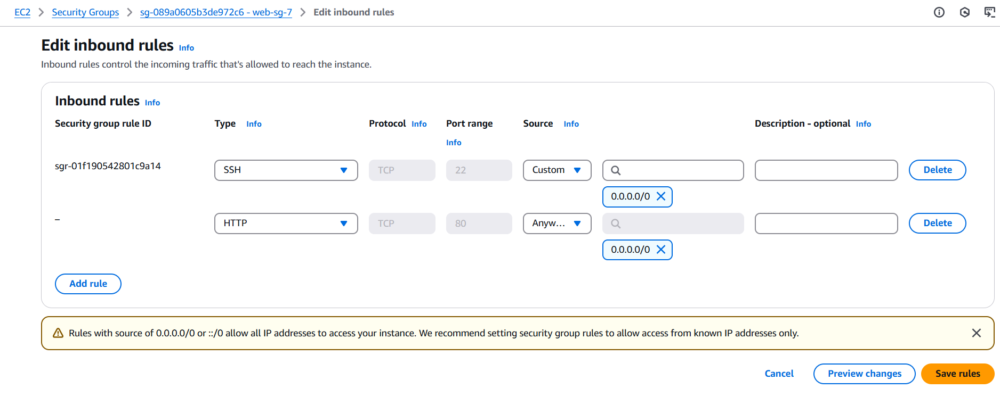 EC2 > Security Groups > sg-089a0605b3de972c6 - web-sg-7 > Edit inbound rules
Edit inbound rules Info
Inbound rules control the incoming traffic that's allowed to reach the instance.
Inbound rules Info
Security group rule ID Type Info Protocol Info Port range Info Source Info Description - optional Info
sgr-01f190542801c9a14 SSH TCP 22 Custom Delete
0.0.0.0/0
– HTTP TCP 80 Anyw... Delete
0.0.0.0/0
Add rule
Rules with source of 0.0.0.0/0 or ::/0 allow all IP addresses to access your instance. We recommend setting security group rules to allow access from known IP addresses only.
Cancel Preview changes Save rules